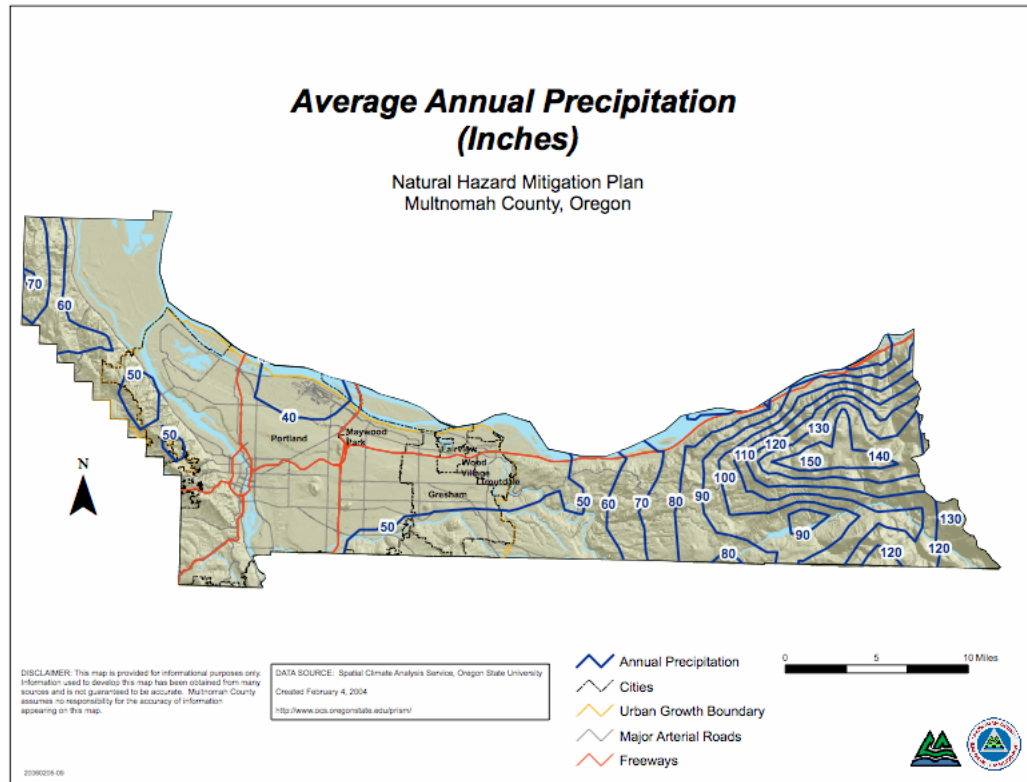 Average Annual Precipitation
(Inches)
Natural Hazard Mitigation Plan
Multnomah County, Oregon
70
60
50
50
40
Portland
Maywood
Park
Fairview
Wood
Village
Troutdale
Gresham
50
50
60
70
80
90
100
110
120
130
150
140
90
80
120
130
120
N
DISCLAIMER: This map is provided for informational purposes only.
Information used to develop this map has been obtained from many
sources and is not guaranteed to be accurate. Multnomah County
assumes no responsibility for the accuracy of information
appearing on this map.
DATA SOURCE: Spatial Climate Analysis Service, Oregon State University
Created February 4, 2004
http://www.ocs.oregonstate.edu/prism/
Annual Precipitation
Cities
Urban Growth Boundary
Major Arterial Roads
Freeways
0 5 10 Miles